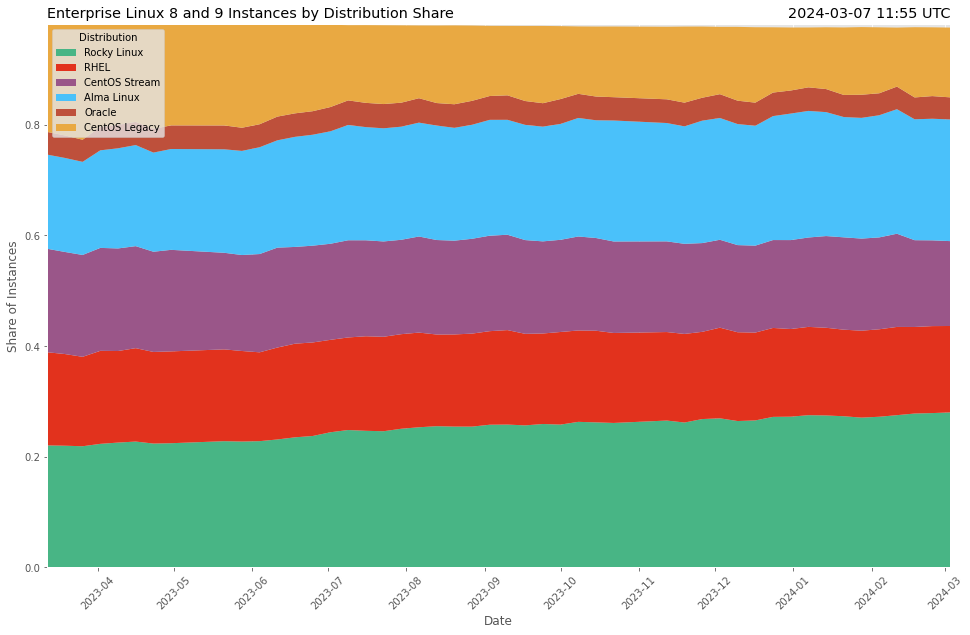 Enterprise Linux 8 and 9 Instances by Distribution Share
2024-03-07 11:55 UTC
Distribution
Rocky Linux
RHEL
CentOS Stream
Alma Linux
Oracle
CentOS Legacy
Share of Instances
0.8
0.6
0.4
0.2
0.0
2023-04
2023-05
2023-06
2023-07
2023-08
2023-09
2023-10
2023-11
2023-12
2024-01
2024-02
2024-03
Date